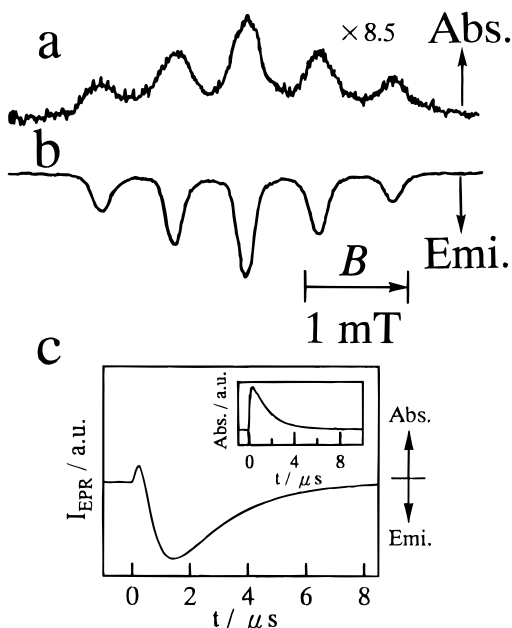 a
× 8.5
Abs.
b
Emi.
B
1 mT
c
I_EPR / a.u.
Abs. / a.u.
0 4 8
t / μs
Abs.
Emi.
0 2 4 6 8
t / μs